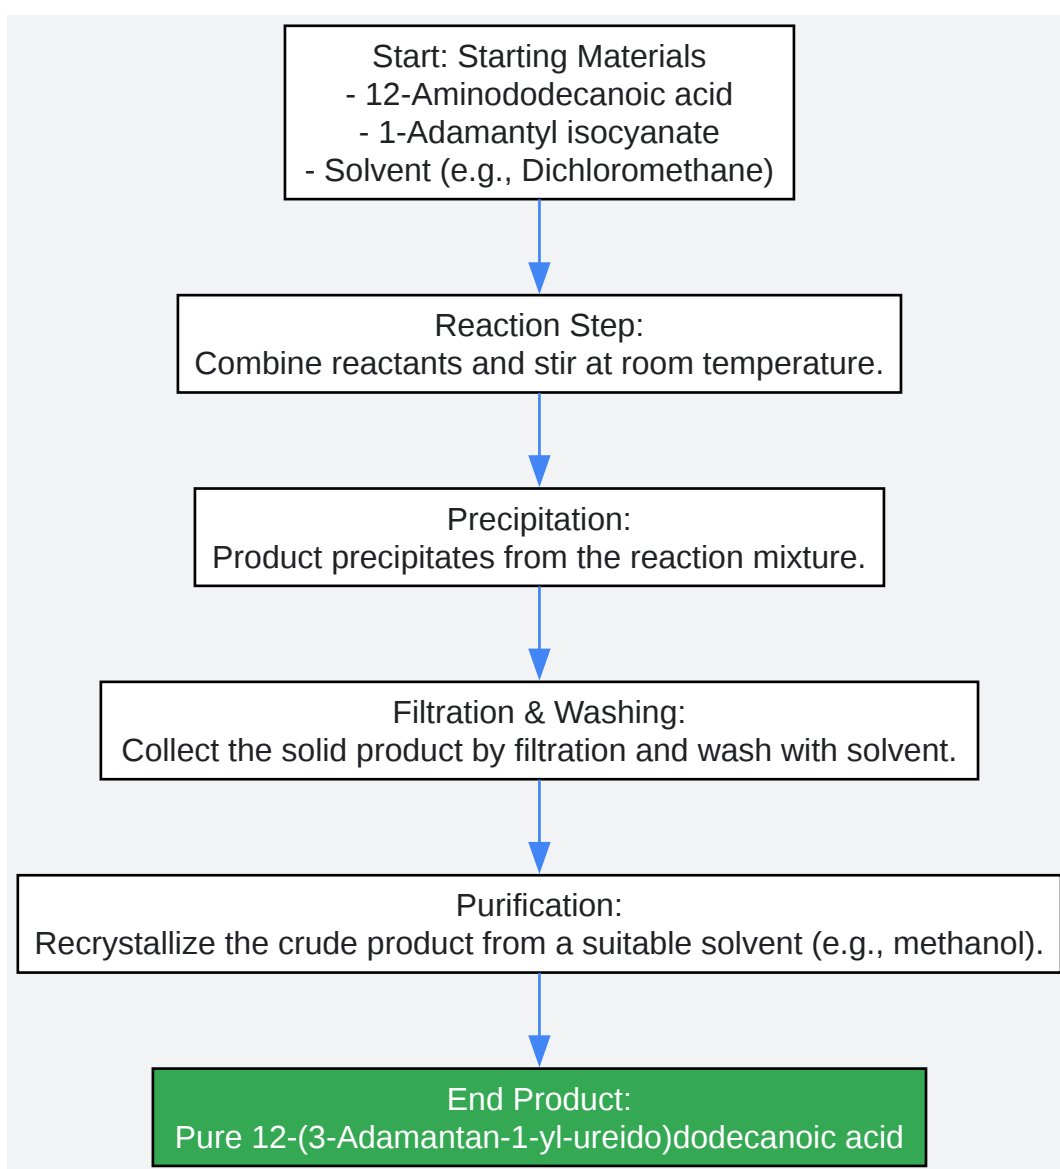 Start: Starting Materials
- 12-Aminododecanoic acid
- 1-Adamantyl isocyanate
- Solvent (e.g., Dichloromethane)
Reaction Step:
Combine reactants and stir at room temperature.
Precipitation:
Product precipitates from the reaction mixture.
Filtration & Washing:
Collect the solid product by filtration and wash with solvent.
Purification:
Recrystallize the crude product from a suitable solvent (e.g., methanol).
End Product:
Pure 12-(3-Adamantan-1-yl-ureido)dodecanoic acid